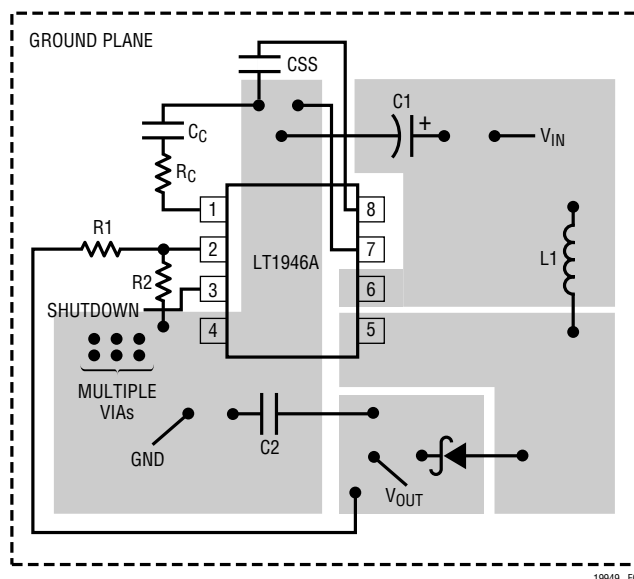 GROUND PLANE
CSS
C1
+
VIN
CC
RC
1
8
R1
2
7
LT1946A
L1
R2
3
6
SHUTDOWN
4
5
MULTIPLE
VIAs
C2
GND
VOUT